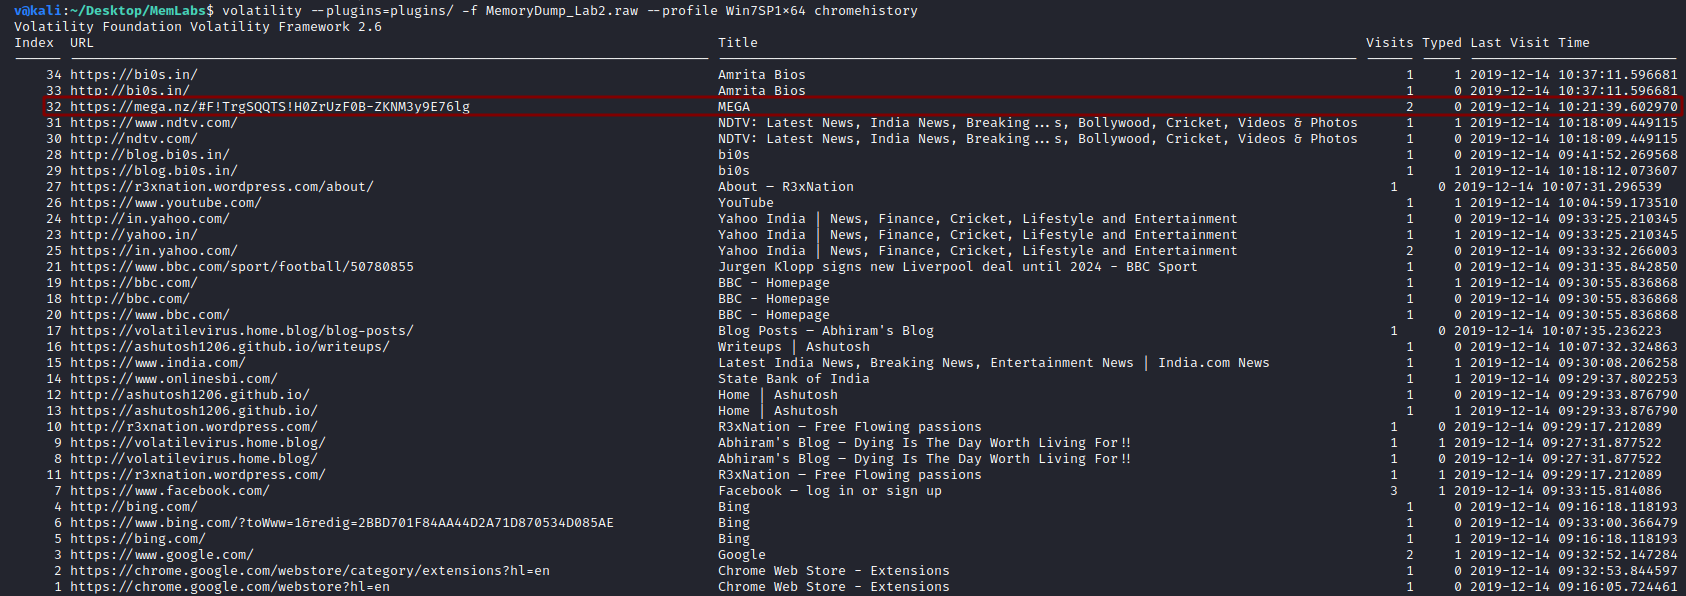 v@kali:~/Desktop/MemLabs$ volatility --plugins=plugins/ -f MemoryDump_Lab2.raw --profile Win7SP1×64 chromehistory
Volatility Foundation Volatility Framework 2.6
Index URL Title Visits Typed Last Visit Time
34 https://bi0s.in/ Amrita Bios 1 1 2019-12-14 10:37:11.596681
33 http://bi0s.in/ Amrita Bios 1 0 2019-12-14 10:37:11.596681
32 https://mega.nz/#F!TrgSQQTS!H0ZrUzF0B-ZKNM3y9E76lg MEGA 2 0 2019-12-14 10:21:39.602970
31 https://www.ndtv.com/ NDTV: Latest News, India News, Breaking...s, Bollywood, Cricket, Videos & Photos 1 1 2019-12-14 10:18:09.449115
30 http://ndtv.com/ NDTV: Latest News, India News, Breaking...s, Bollywood, Cricket, Videos & Photos 1 0 2019-12-14 10:18:09.449115
28 http://blog.bi0s.in/ bi0s 1 0 2019-12-14 09:41:52.269568
29 https://blog.bi0s.in/ bi0s 1 1 2019-12-14 10:18:12.073607
27 https://r3xnation.wordpress.com/about/ About – R3xNation 1 0 2019-12-14 10:07:31.296539
26 https://www.youtube.com/ YouTube 1 1 2019-12-14 10:04:59.173510
24 http://in.yahoo.com/ Yahoo India | News, Finance, Cricket, Lifestyle and Entertainment 1 0 2019-12-14 09:33:25.210345
23 http://yahoo.in/ Yahoo India | News, Finance, Cricket, Lifestyle and Entertainment 1 1 2019-12-14 09:33:25.210345
25 https://in.yahoo.com/ Yahoo India | News, Finance, Cricket, Lifestyle and Entertainment 2 0 2019-12-14 09:33:32.266003
21 https://www.bbc.com/sport/football/50780855 Jurgen Klopp signs new Liverpool deal until 2024 - BBC Sport 1 0 2019-12-14 09:31:35.842850
19 https://bbc.com/ BBC - Homepage 1 1 2019-12-14 09:30:55.836868
18 http://bbc.com/ BBC - Homepage 1 0 2019-12-14 09:30:55.836868
20 https://www.bbc.com/ BBC - Homepage 1 0 2019-12-14 09:30:55.836868
17 https://volatilevirus.home.blog/blog-posts/ Blog Posts – Abhiram's Blog 1 0 2019-12-14 10:07:35.236223
16 https://ashutosh1206.github.io/writeups/ Writeups | Ashutosh 1 0 2019-12-14 10:07:32.324863
15 https://www.india.com/ Latest India News, Breaking News, Entertainment News | India.com News 1 1 2019-12-14 09:30:08.206258
14 https://www.onlinesbi.com/ State Bank of India 1 1 2019-12-14 09:29:37.802253
12 http://ashutosh1206.github.io/ Home | Ashutosh 1 0 2019-12-14 09:29:33.876790
13 https://ashutosh1206.github.io/ Home | Ashutosh 1 1 2019-12-14 09:29:33.876790
10 http://r3xnation.wordpress.com/ R3xNation – Free Flowing passions 1 0 2019-12-14 09:29:17.212089
9 https://volatilevirus.home.blog/ Abhiram's Blog – Dying Is The Day Worth Living For!! 1 1 2019-12-14 09:27:31.877522
8 http://volatilevirus.home.blog/ Abhiram's Blog – Dying Is The Day Worth Living For!! 1 0 2019-12-14 09:27:31.877522
11 https://r3xnation.wordpress.com/ R3xNation – Free Flowing passions 1 1 2019-12-14 09:29:17.212089
7 https://www.facebook.com/ Facebook – log in or sign up 3 1 2019-12-14 09:33:15.814086
4 http://bing.com/ Bing 1 0 2019-12-14 09:16:18.118193
6 https://www.bing.com/?toWww=1&redig=2BBD701F84AA44D2A71D870534D085AE Bing 1 0 2019-12-14 09:33:00.366479
5 https://bing.com/ Bing 1 1 2019-12-14 09:16:18.118193
3 https://www.google.com/ Google 2 1 2019-12-14 09:32:52.147284
2 https://chrome.google.com/webstore/category/extensions?hl=en Chrome Web Store - Extensions 1 0 2019-12-14 09:32:53.844597
1 https://chrome.google.com/webstore?hl=en Chrome Web Store - Extensions 1 0 2019-12-14 09:16:05.724461